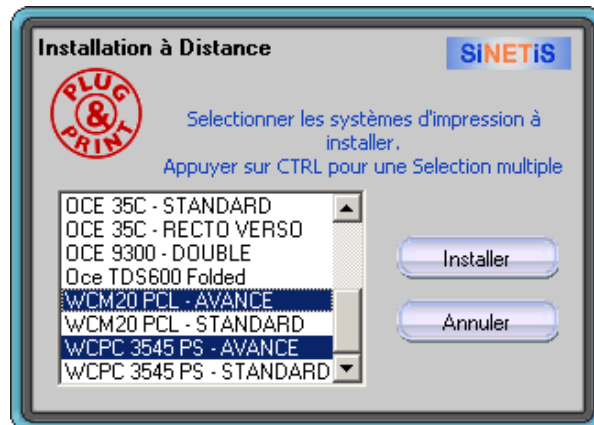 Installation à Distance
SiNETiS
PLUG
&
PRINT
Selectionner les systèmes d'impression à
installer.
Appuyer sur CTRL pour une Selection multiple
OCE 35C - STANDARD
OCE 35C - RECTO VERSO
OCE 9300 - DOUBLE
Oce TDS600 Folded
WCM20 PCL - AVANCE
WCM20 PCL - STANDARD
WCPC 3545 PS - AVANCE
WCPC 3545 PS - STANDARD
Installer
Annuler